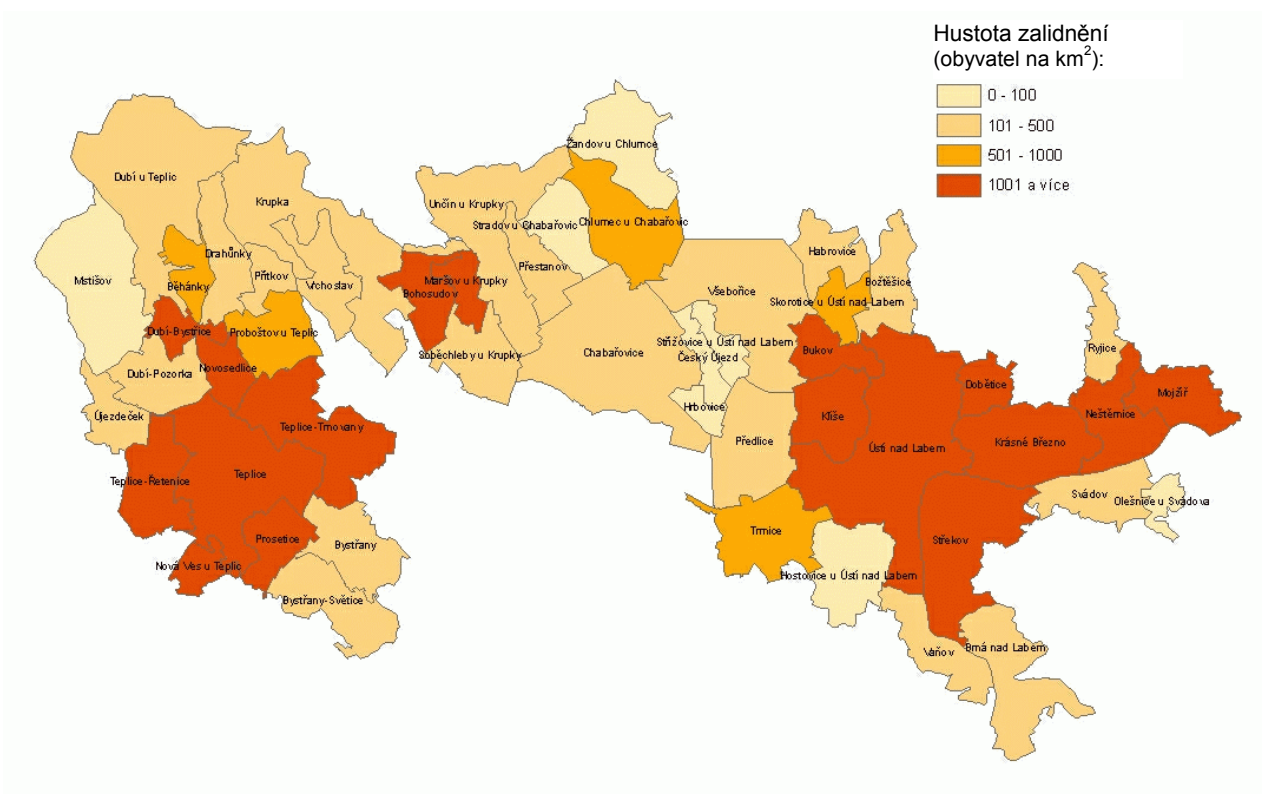 Hustota zalidnění
(obyvatel na km²):
0 - 100
101 - 500
501 - 1000
1001 a více
Žandov u Chlumce
Dubí u Teplic
Krupka
Unčín u Krupky
Stradov u Chabařovic
Chlumec u Chabařovic
Habrovice
Drahůnky
Mstišov
Běhánky
Přítkov
Vrchoslav
Maršov u Krupky
Bohosudov
Přestanov
Všebořice
Skorotice u Ústí nad Labem
Božtěšice
Dubí-Bystřice
Proboštov u Teplic
Novosedlice
Dubí-Pozorka
Soběchleby u Krupky
Chabařovice
Střížovice u Ústí nad Labem
Český Újezd
Bukov
Ryjice
Dobětice
Mojžíř
Hrbovice
Újezdeček
Teplice-Trnovany
Předlice
Klíše
Ústí nad Labem
Krásné Březno
Neštěmice
Teplice-Řetenice
Teplice
Svádov
Olešnice u Svádova
Trmice
Střekov
Prosetice
Bystřany
Nová Ves u Teplic
Hostovice u Ústí nad Labem
Bystřany-Světice
Vaňov
Brná nad Labem